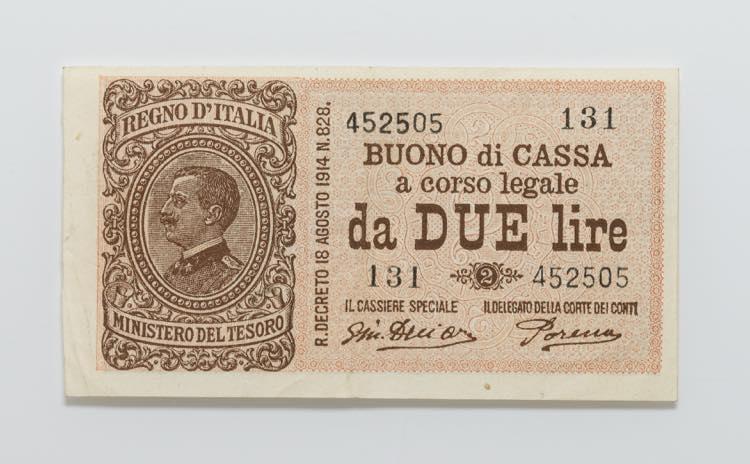 REGNO D'ITALIA
MINISTERO DEL TESORO
R. DECRETO 18 AGOSTO 1914 N. 828.
452505 131
BUONO di CASSA
a corso legale
da DUE lire
131 2 452505
IL CASSIERE SPECIALE IL DELEGATO DELLA CORTE DEI CONTI
Porena